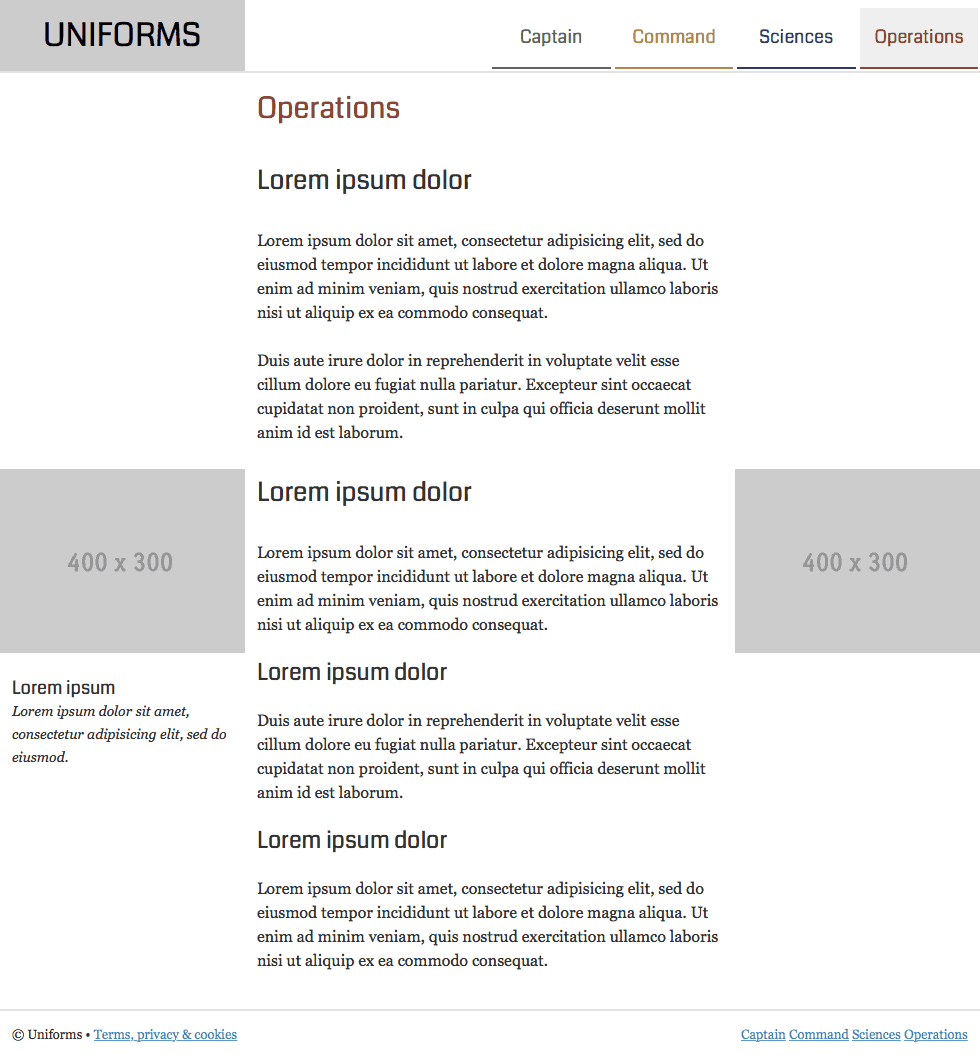 UNIFORMS
Captain Command Sciences Operations
Operations
Lorem ipsum dolor
Lorem ipsum dolor sit amet, consectetur adipisicing elit, sed do
eiusmod tempor incididunt ut labore et dolore magna aliqua. Ut
enim ad minim veniam, quis nostrud exercitation ullamco laboris
nisi ut aliquip ex ea commodo consequat.
Duis aute irure dolor in reprehenderit in voluptate velit esse
cillum dolore eu fugiat nulla pariatur. Excepteur sint occaecat
cupidatat non proident, sunt in culpa qui officia deserunt mollit
anim id est laborum.
400 x 300
Lorem ipsum
Lorem ipsum dolor sit amet,
consectetur adipisicing elit, sed do
eiusmod.
Lorem ipsum dolor
Lorem ipsum dolor sit amet, consectetur adipisicing elit, sed do
eiusmod tempor incididunt ut labore et dolore magna aliqua. Ut
enim ad minim veniam, quis nostrud exercitation ullamco laboris
nisi ut aliquip ex ea commodo consequat.
Lorem ipsum dolor
Duis aute irure dolor in reprehenderit in voluptate velit esse
cillum dolore eu fugiat nulla pariatur. Excepteur sint occaecat
cupidatat non proident, sunt in culpa qui officia deserunt mollit
anim id est laborum.
Lorem ipsum dolor
Lorem ipsum dolor sit amet, consectetur adipisicing elit, sed do
eiusmod tempor incididunt ut labore et dolore magna aliqua. Ut
enim ad minim veniam, quis nostrud exercitation ullamco laboris
nisi ut aliquip ex ea commodo consequat.
400 x 300
© Uniforms • Terms, privacy & cookies
Captain Command Sciences Operations